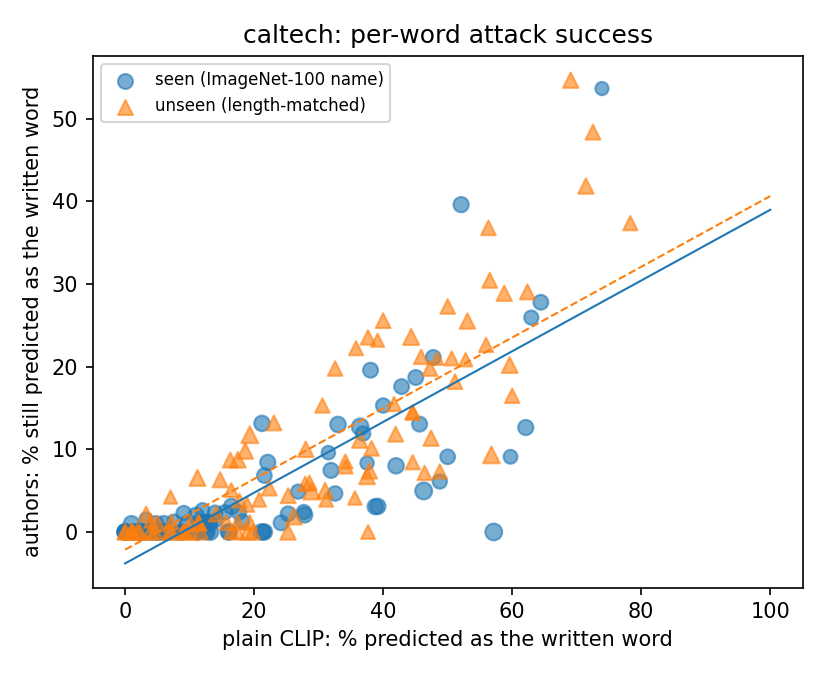 caltech: per-word attack success
seen (ImageNet-100 name)
unseen (length-matched)
authors: % still predicted as the written word
50
40
30
20
10
0
0 20 40 60 80 100
plain CLIP: % predicted as the written word